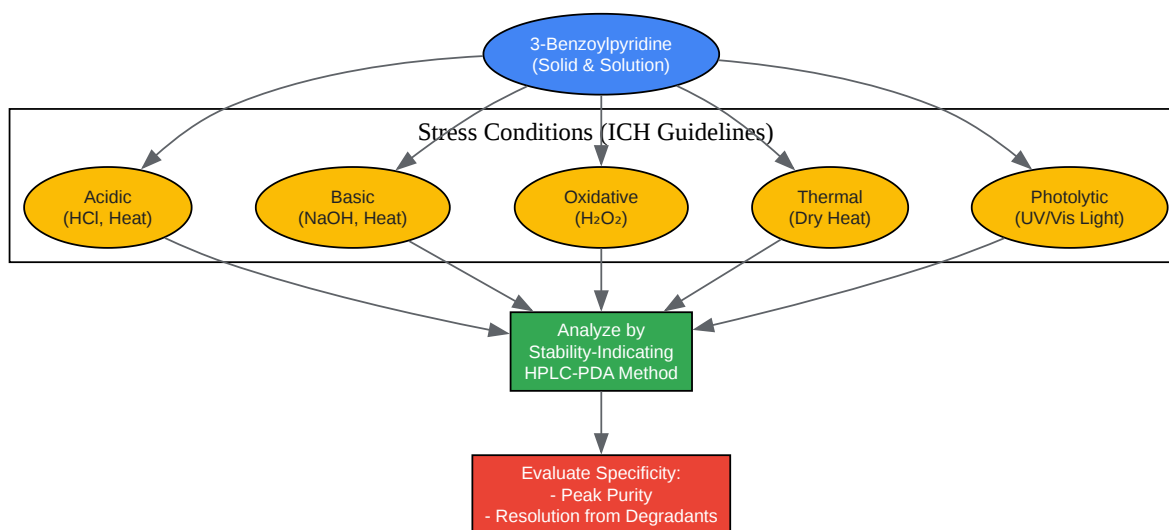 3-Benzoylpyridine
(Solid & Solution)
Stress Conditions (ICH Guidelines)
Acidic
(HCl, Heat)
Basic
(NaOH, Heat)
Oxidative
(H₂O₂)
Thermal
(Dry Heat)
Photolytic
(UV/Vis Light)
Analyze by
Stability-Indicating
HPLC-PDA Method
Evaluate Specificity:
- Peak Purity
- Resolution from Degradants